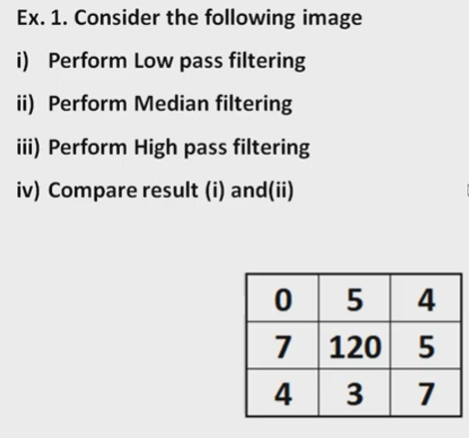 Ex. 1. Consider the following image
i) Perform Low pass filtering
ii) Perform Median filtering
iii) Perform High pass filtering
iv) Compare result (i) and(ii)
0 5 4
7 120 5
4 3 7